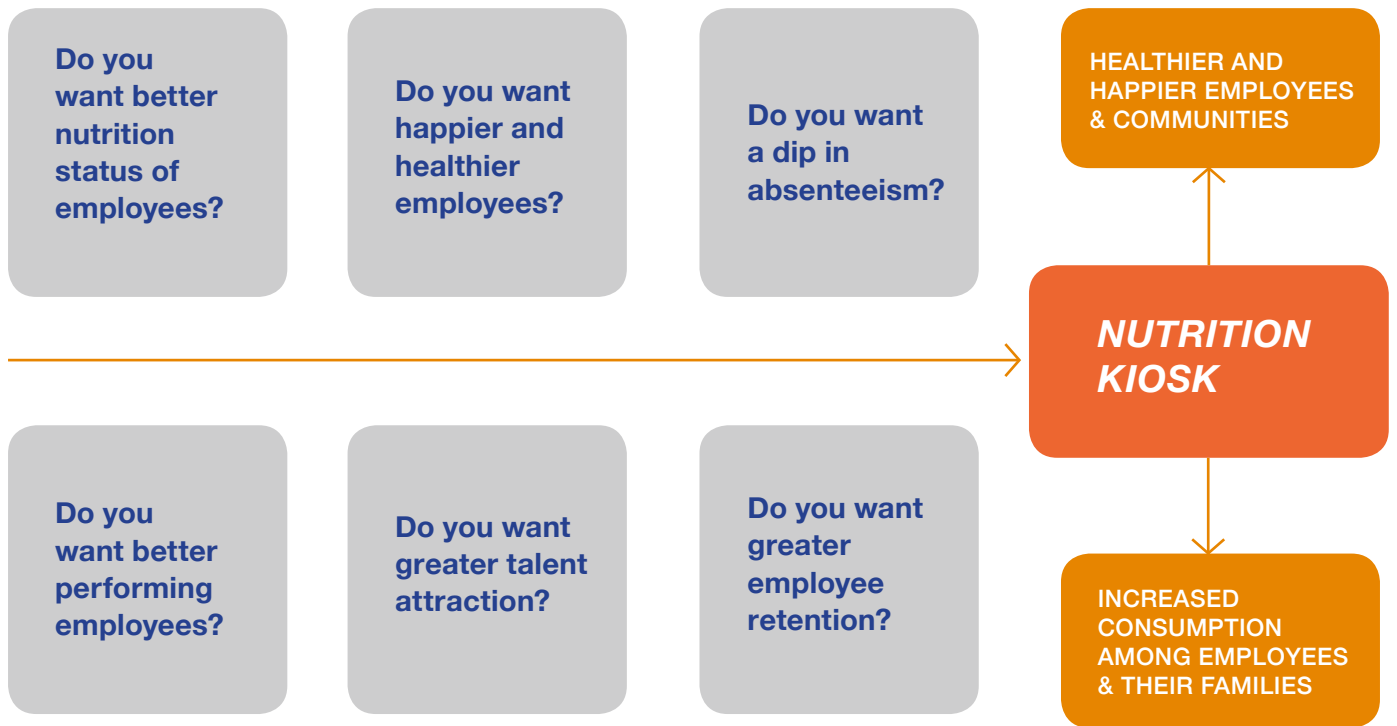 Do you
want better
nutrition
status of
employees?
Do you want
happier and
healthier
employees?
Do you want
a dip in
absenteeism?
HEALTHIER AND
HAPPIER EMPLOYEES
& COMMUNITIES
NUTRITION
KIOSK
Do you
want better
performing
employees?
Do you want
greater talent
attraction?
Do you want
greater
employee
retention?
INCREASED
CONSUMPTION
AMONG EMPLOYEES
& THEIR FAMILIES